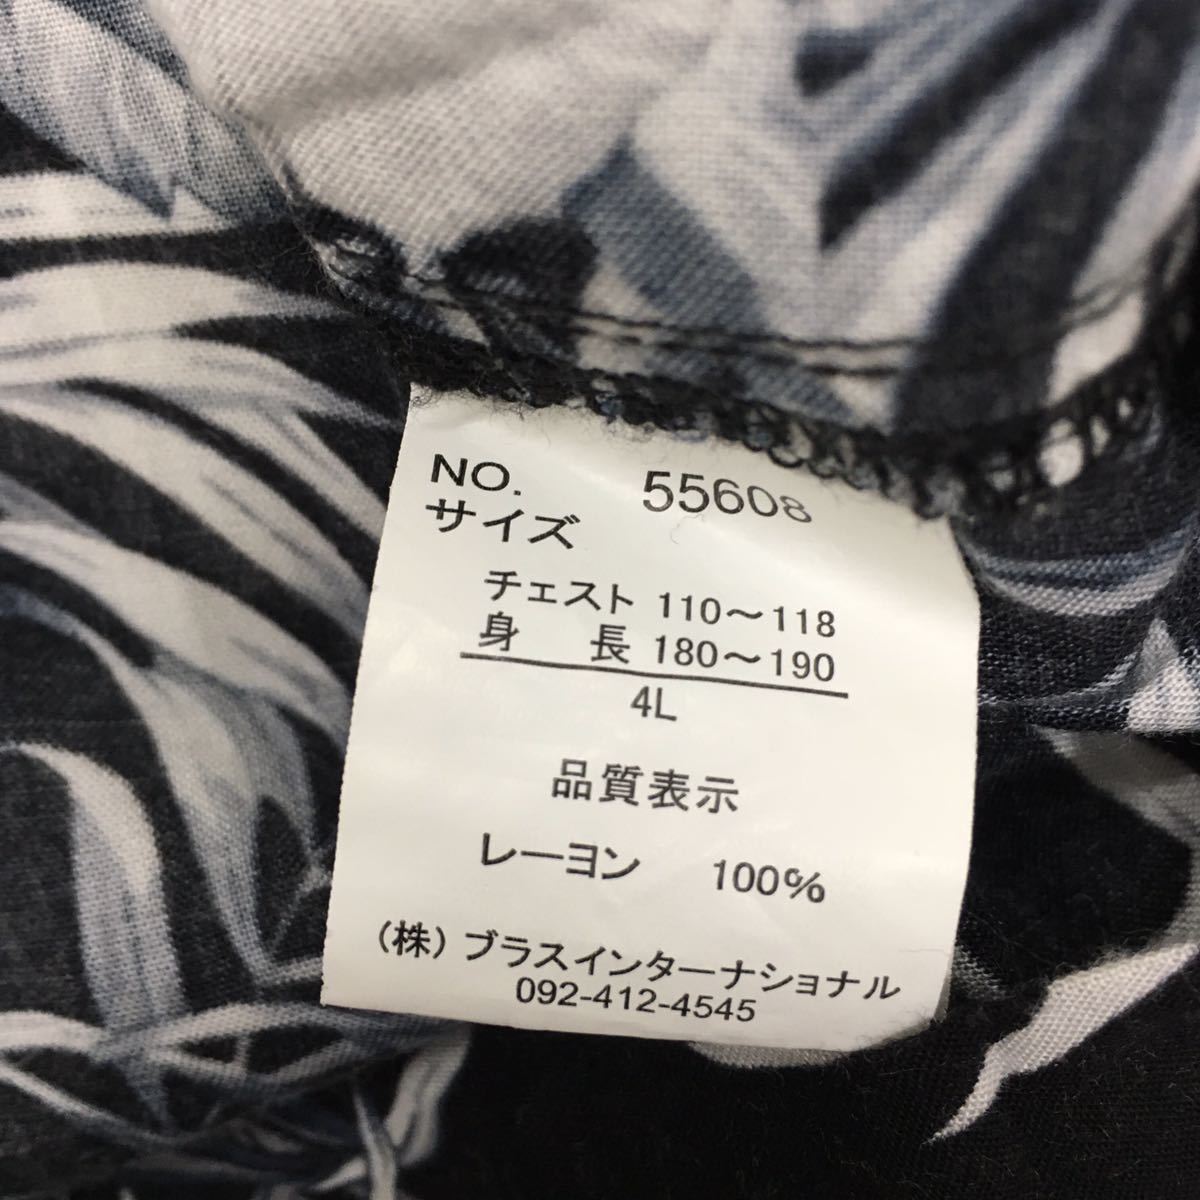 NO. 55608
サイズ
チェスト 110～118
身 長 180～190
4L
品質表示
レーヨン 100%
(株) ブラスインターナショナル
092-412-4545